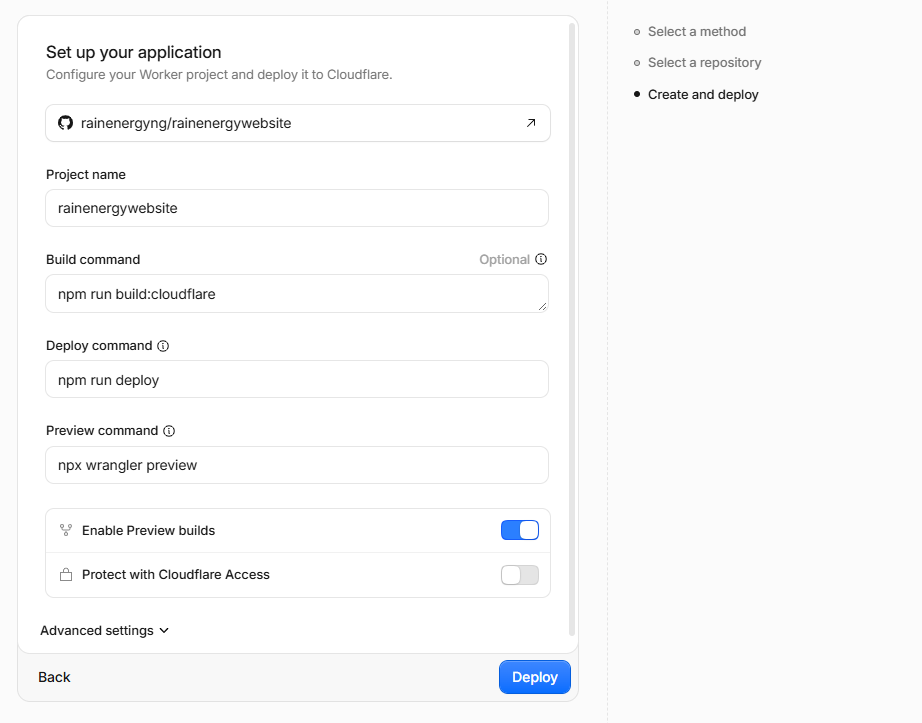 Set up your application
Configure your Worker project and deploy it to Cloudflare.
rainenergyng/rainenergywebsite
Project name
rainenergywebsite
Build command Optional
npm run build:cloudflare
Deploy command
npm run deploy
Preview command
npx wrangler preview
Enable Preview builds
Protect with Cloudflare Access
Advanced settings
Back Deploy
Select a method
Select a repository
Create and deploy